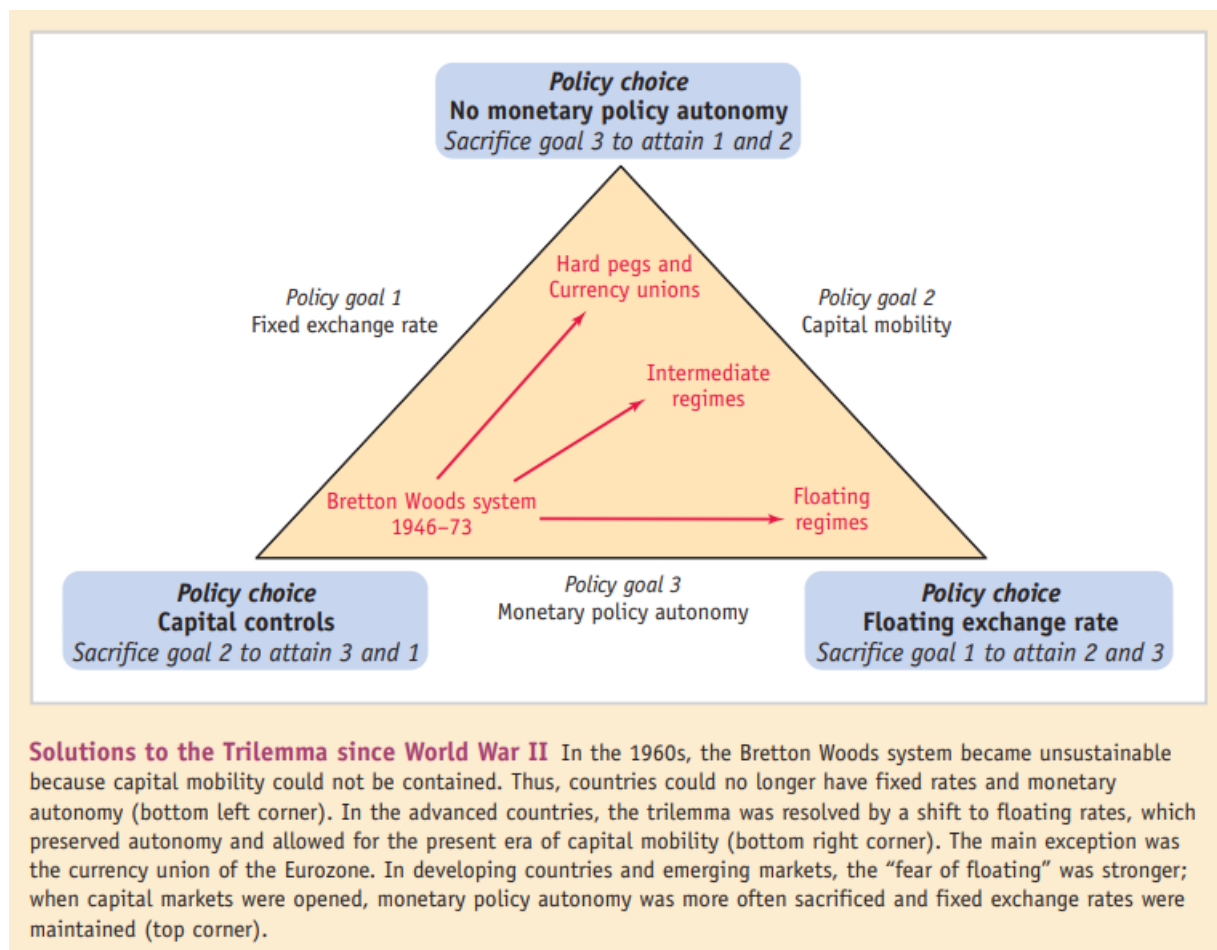 Policy choice
No monetary policy autonomy
Sacrifice goal 3 to attain 1 and 2
Hard pegs and
Currency unions
Policy goal 1
Fixed exchange rate
Policy goal 2
Capital mobility
Intermediate
regimes
Bretton Woods system
1946–73
Floating
regimes
Policy choice
Capital controls
Sacrifice goal 2 to attain 3 and 1
Policy goal 3
Monetary policy autonomy
Policy choice
Floating exchange rate
Sacrifice goal 1 to attain 2 and 3
Solutions to the Trilemma since World War II In the 1960s, the Bretton Woods system became unsustainable
because capital mobility could not be contained. Thus, countries could no longer have fixed rates and monetary
autonomy (bottom left corner). In the advanced countries, the trilemma was resolved by a shift to floating rates, which
preserved autonomy and allowed for the present era of capital mobility (bottom right corner). The main exception was
the currency union of the Eurozone. In developing countries and emerging markets, the “fear of floating” was stronger;
when capital markets were opened, monetary policy autonomy was more often sacrificed and fixed exchange rates were
maintained (top corner).